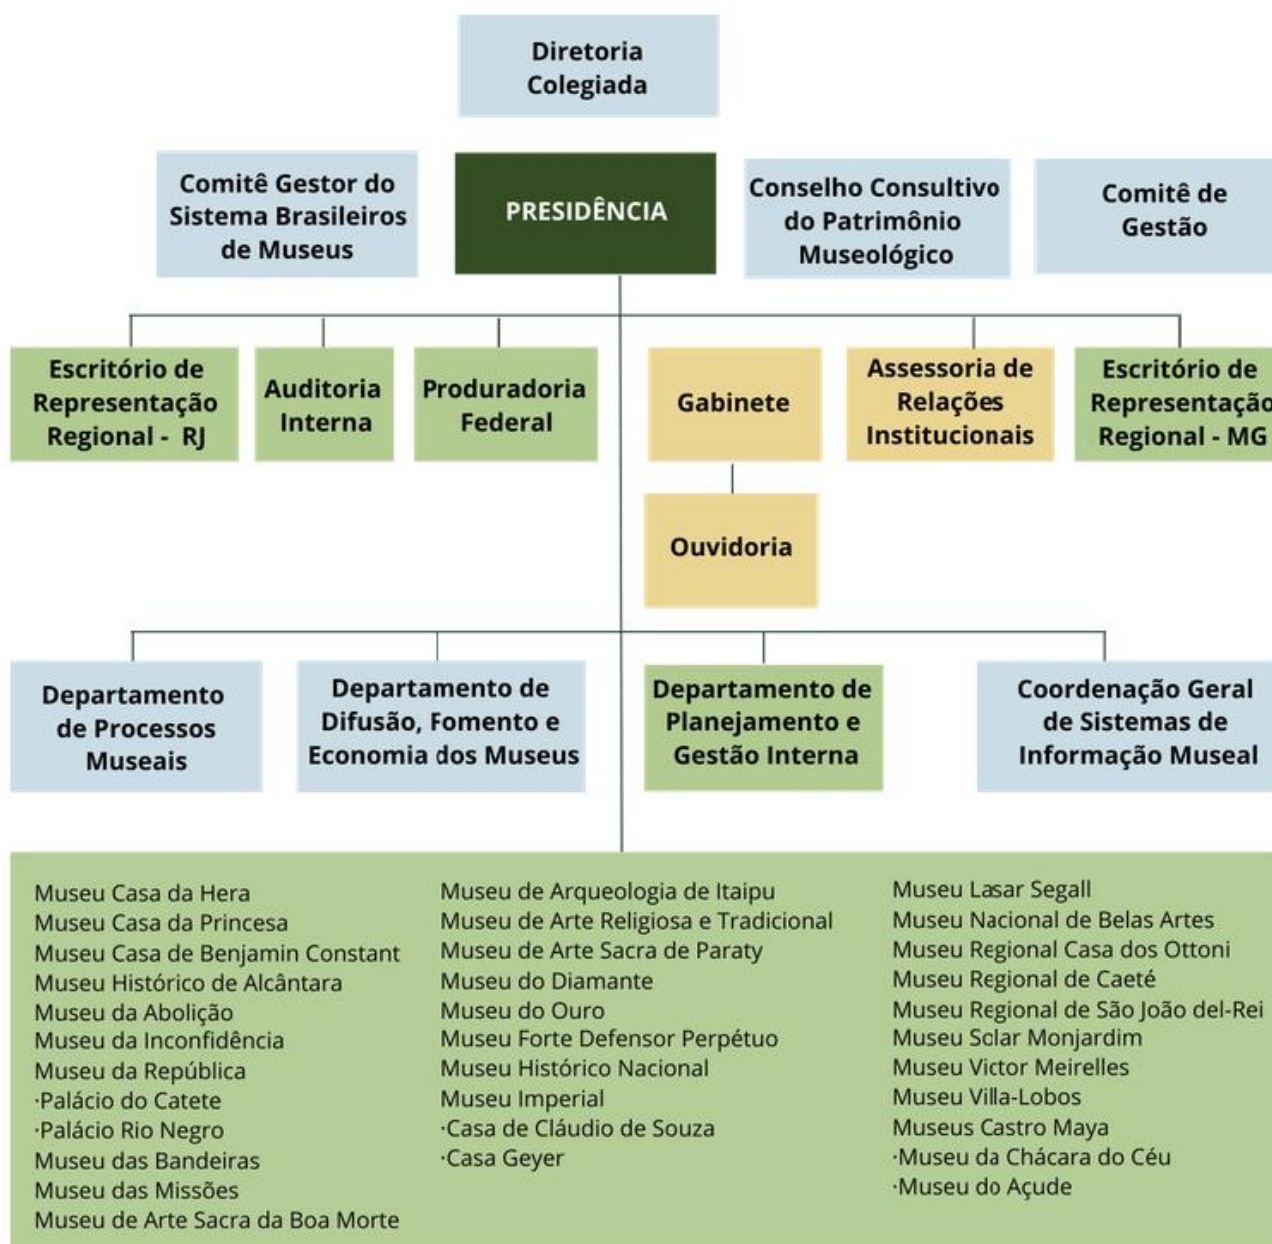 Diretoria
Colegiada
Comitê Gestor do
Sistema Brasileiros
de Museus
PRESIDÊNCIA
Conselho Consultivo
do Patrimônio
Museológico
Comitê de
Gestão
Escritório de
Representação
Regional - RJ
Auditoria
Interna
Produradoria
Federal
Gabinete
Assessoria de
Relações
Institucionais
Escritório de
Representação
Regional - MG
Ouvidoria
Departamento
de Processos
Museais
Departamento de
Difusão, Fomento e
Economia dos Museus
Departamento de
Planejamento e
Gestão Interna
Coordenação Geral
de Sistemas de
Informação Museal
Museu Casa da Hera
Museu Casa da Princesa
Museu Casa de Benjamin Constant
Museu Histórico de Alcântara
Museu da Abolição
Museu da Inconfidência
Museu da República
·Palácio do Catete
·Palácio Rio Negro
Museu das Bandeiras
Museu das Missões
Museu de Arte Sacra da Boa Morte
Museu de Arqueologia de Itaipu
Museu de Arte Religiosa e Tradicional
Museu de Arte Sacra de Paraty
Museu do Diamante
Museu do Ouro
Museu Forte Defensor Perpétuo
Museu Histórico Nacional
Museu Imperial
·Casa de Cláudio de Souza
·Casa Geyer
Museu Lasar Segall
Museu Nacional de Belas Artes
Museu Regional Casa dos Ottoni
Museu Regional de Caeté
Museu Regional de São João del-Rei
Museu Solar Monjardim
Museu Victor Meirelles
Museu Villa-Lobos
Museus Castro Maya
·Museu da Chácara do Céu
·Museu do Açude